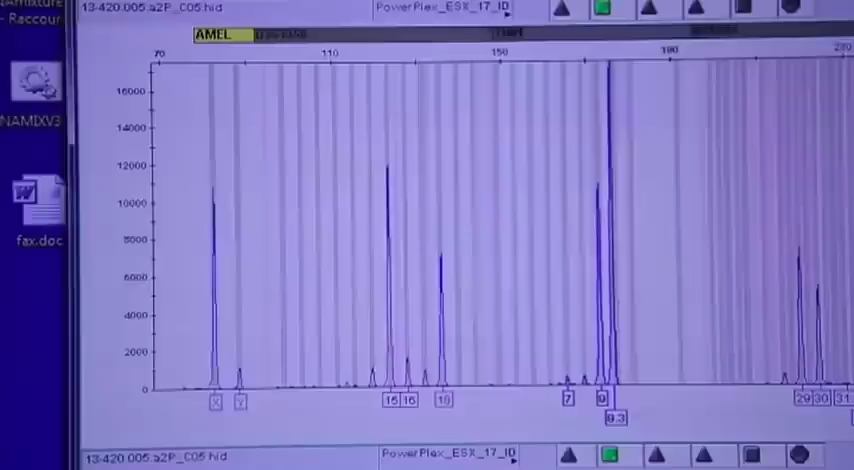 - Raccour
NAMIXV3
fax.doc
13-420.005.a2P_C05.hid
PowerPlex_ESX_17_ID
AMEL
70
110
150
190
16000
14000
12000
10000
8000
6000
4000
2000
0
X
Y
15
16
18
7
9
9.3
29
30
31
13-420.005.a2P_C05.hid
PowerPlex_ESX_17_ID